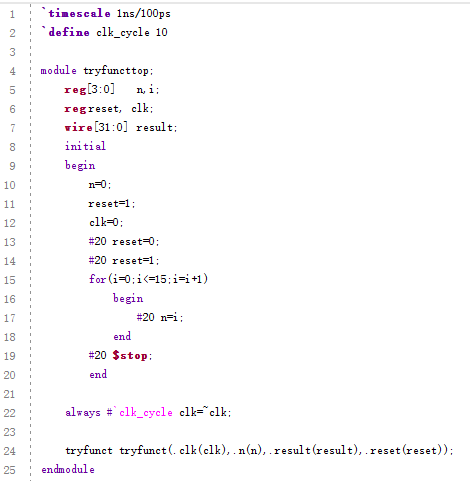 1 `timescale 1ns/100ps
2 `define clk_cycle 10
3
4 module tryfuncttop;
5 reg[3:0] n,i;
6 reg reset, clk;
7 wire[31:0] result;
8 initial
9 begin
10 n=0;
11 reset=1;
12 clk=0;
13 #20 reset=0;
14 #20 reset=1;
15 for(i=0;i<=15;i=i+1)
16 begin
17 #20 n=i;
18 end
19 #20 $stop;
20 end
21
22 always #`clk_cycle clk=~clk;
23
24 tryfunct tryfunct(.clk(clk),.n(n),.result(result),.reset(reset));
25 endmodule